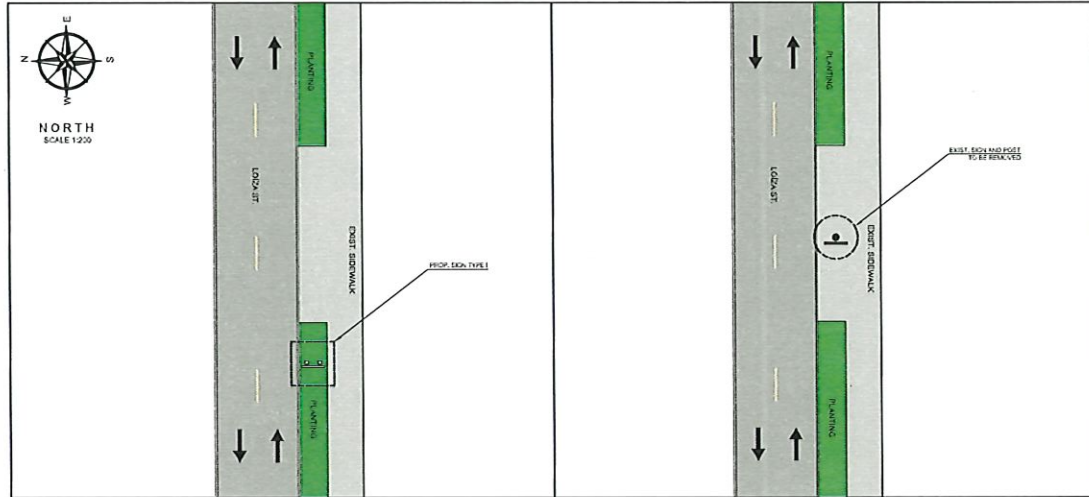 E
N
S
W
NORTH
SCALE 1:200
PLANTING
LOIZA ST.
EXIST. SIDEWALK
PROP. SIGN TYPE I
PLANTING
PLANTING
LOIZA ST.
EXIST. SIGN AND POST
TO BE REMOVED
EXIST. SIDEWALK
PLANTING